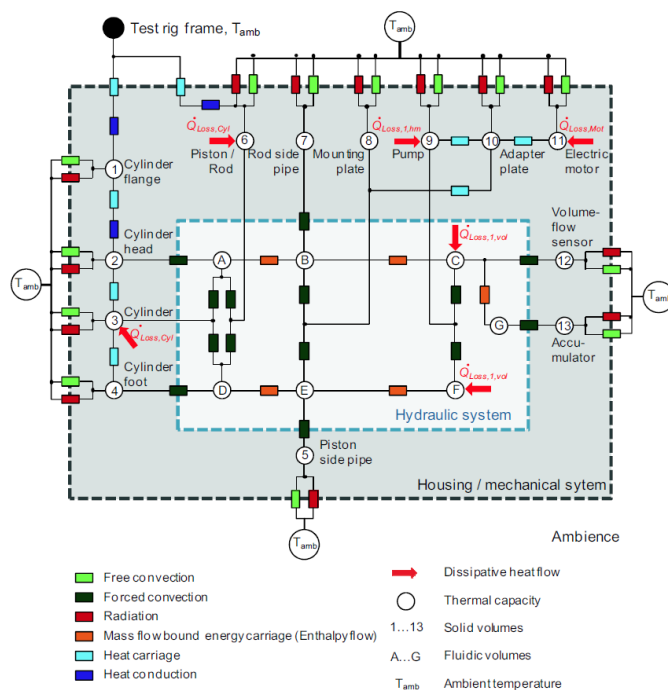 Test rig frame, Tamb
Tamb
Q̇Loss,Cyl
Q̇Loss,1,hm
Q̇Loss,Mot
6
7
8
9
10
11
Piston /
Rod
Rod side
pipe
Mounting
plate
Pump
Adapter
plate
Electric
motor
1
Cylinder
flange
Q̇Loss,1,vol
Volume-
flow sensor
Cylinder
head
2
A
B
C
12
Tamb
Tamb
Cylinder
3
Q̇Loss,Cyl
G
13
Accu-
mulator
Cylinder
foot
4
D
E
F
Q̇Loss,1,vol
Hydraulic system
5
Piston
side pipe
Housing / mechanical sytem
Tamb
Ambience
Free convection
Forced convection
Radiation
Mass flow bound energy carriage (Enthalpy flow)
Heat carriage
Heat conduction
Dissipative heat flow
Thermal capacity
1...13 Solid volumes
A...G Fluidic volumes
Tamb Ambient temperature